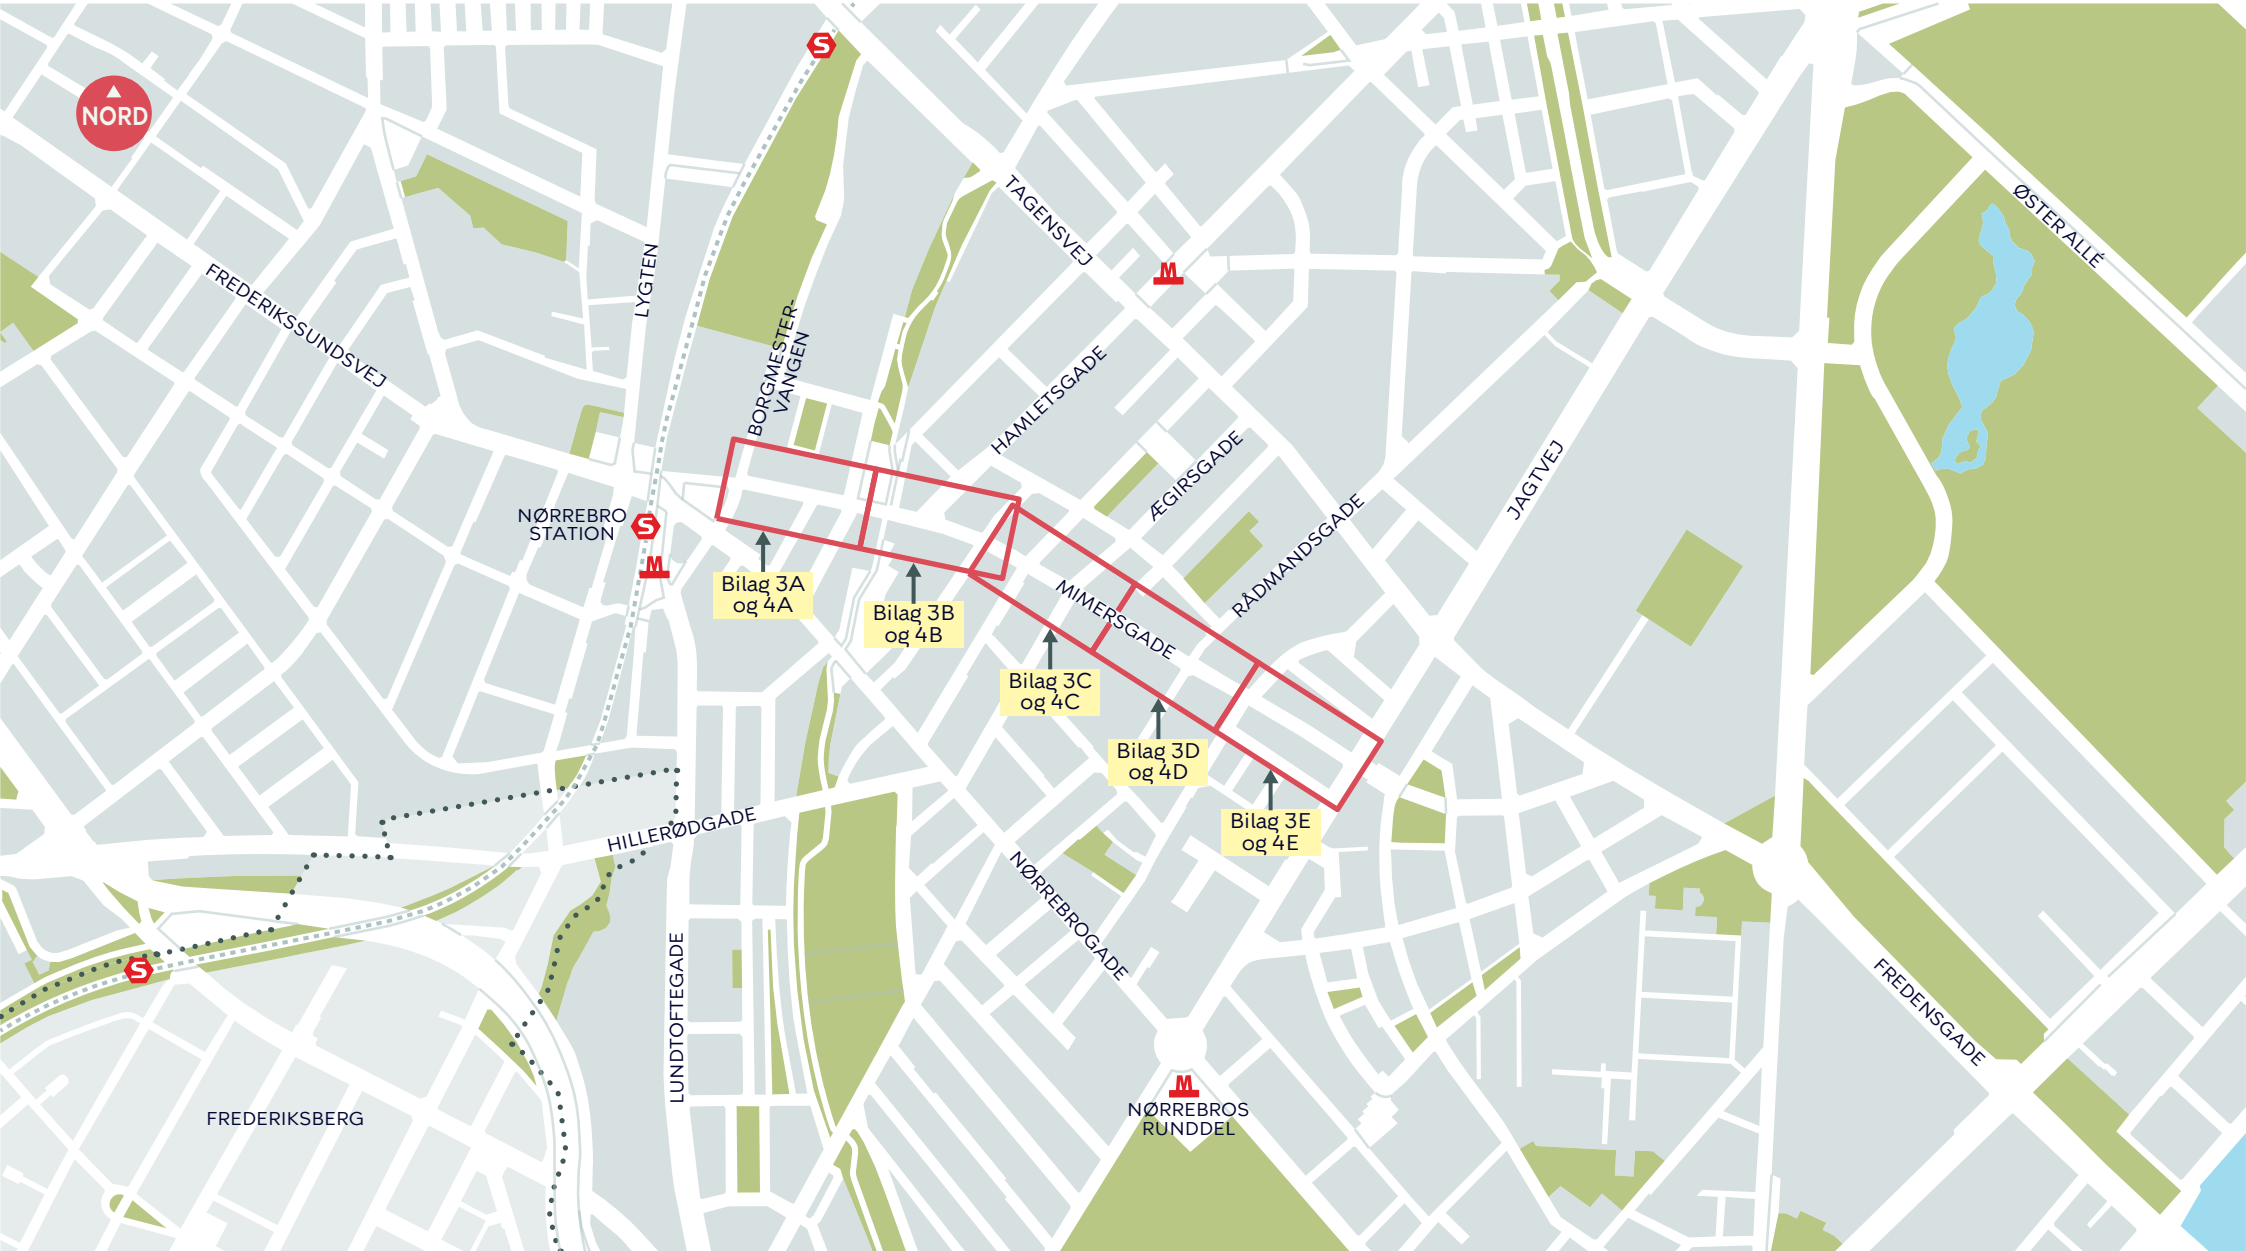 S
NORD
ØSTER ALLÉ
TAGENSVEJ
LYGTEN
FREDERIKSSUNDSVEJ
M
BORGMESTER-
VANGEN
HAMLETSGADE
ÆGIRSGADE
JAGTVEJ
RÅDMANDSGADE
NØRREBRO
STATION
S
M
Bilag 3A
og 4A
Bilag 3B
og 4B
MIMERSGADE
Bilag 3C
og 4C
Bilag 3D
og 4D
Bilag 3E
og 4E
HILLERØDGADE
NØRREBROGADE
S
LUNDTOFTEGADE
FREDENSGADE
M
NØRREBROS
RUNDDEL
FREDERIKSBERG